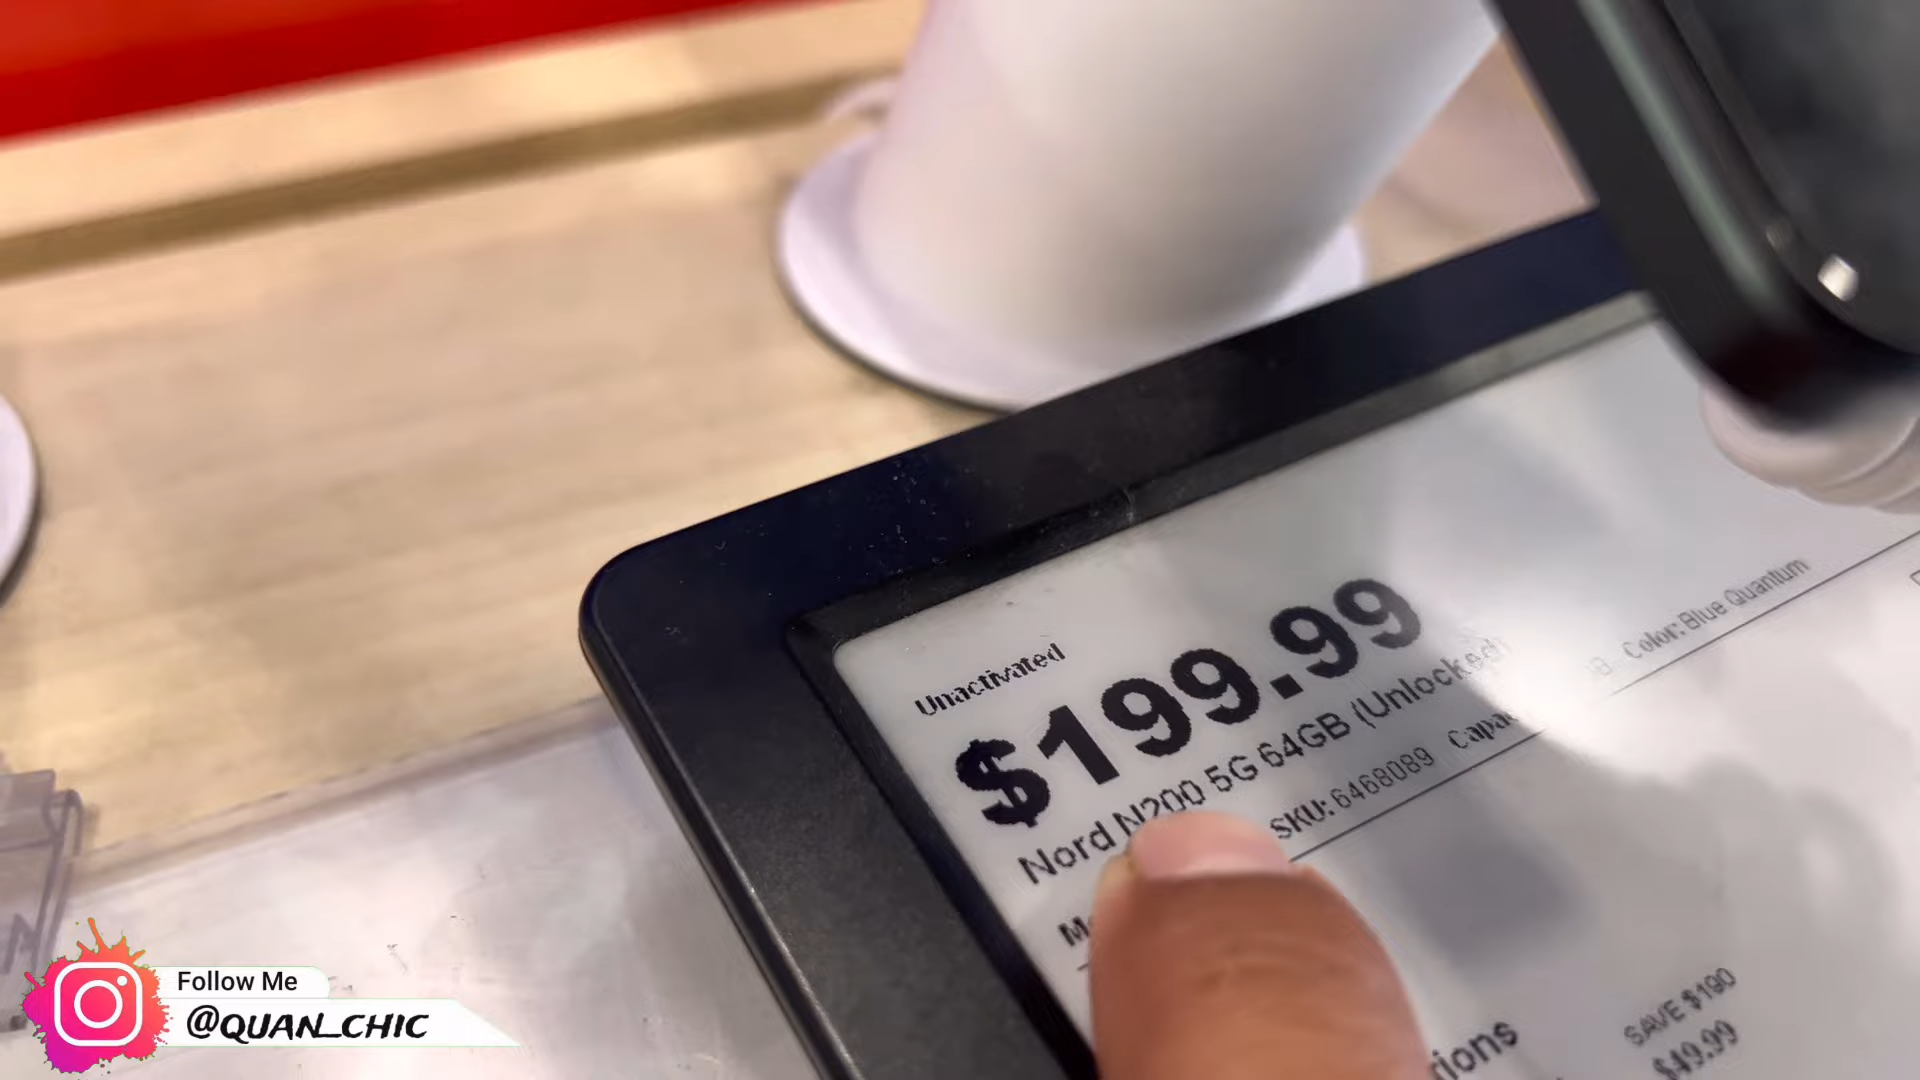 Unactivated
$199.99
Nord N200 5G 64GB (Unlocked)
SKU: 6468089 Color: Blue Quantum
SAVE $190
$49.99
Follow Me
@QUAN_CHIC